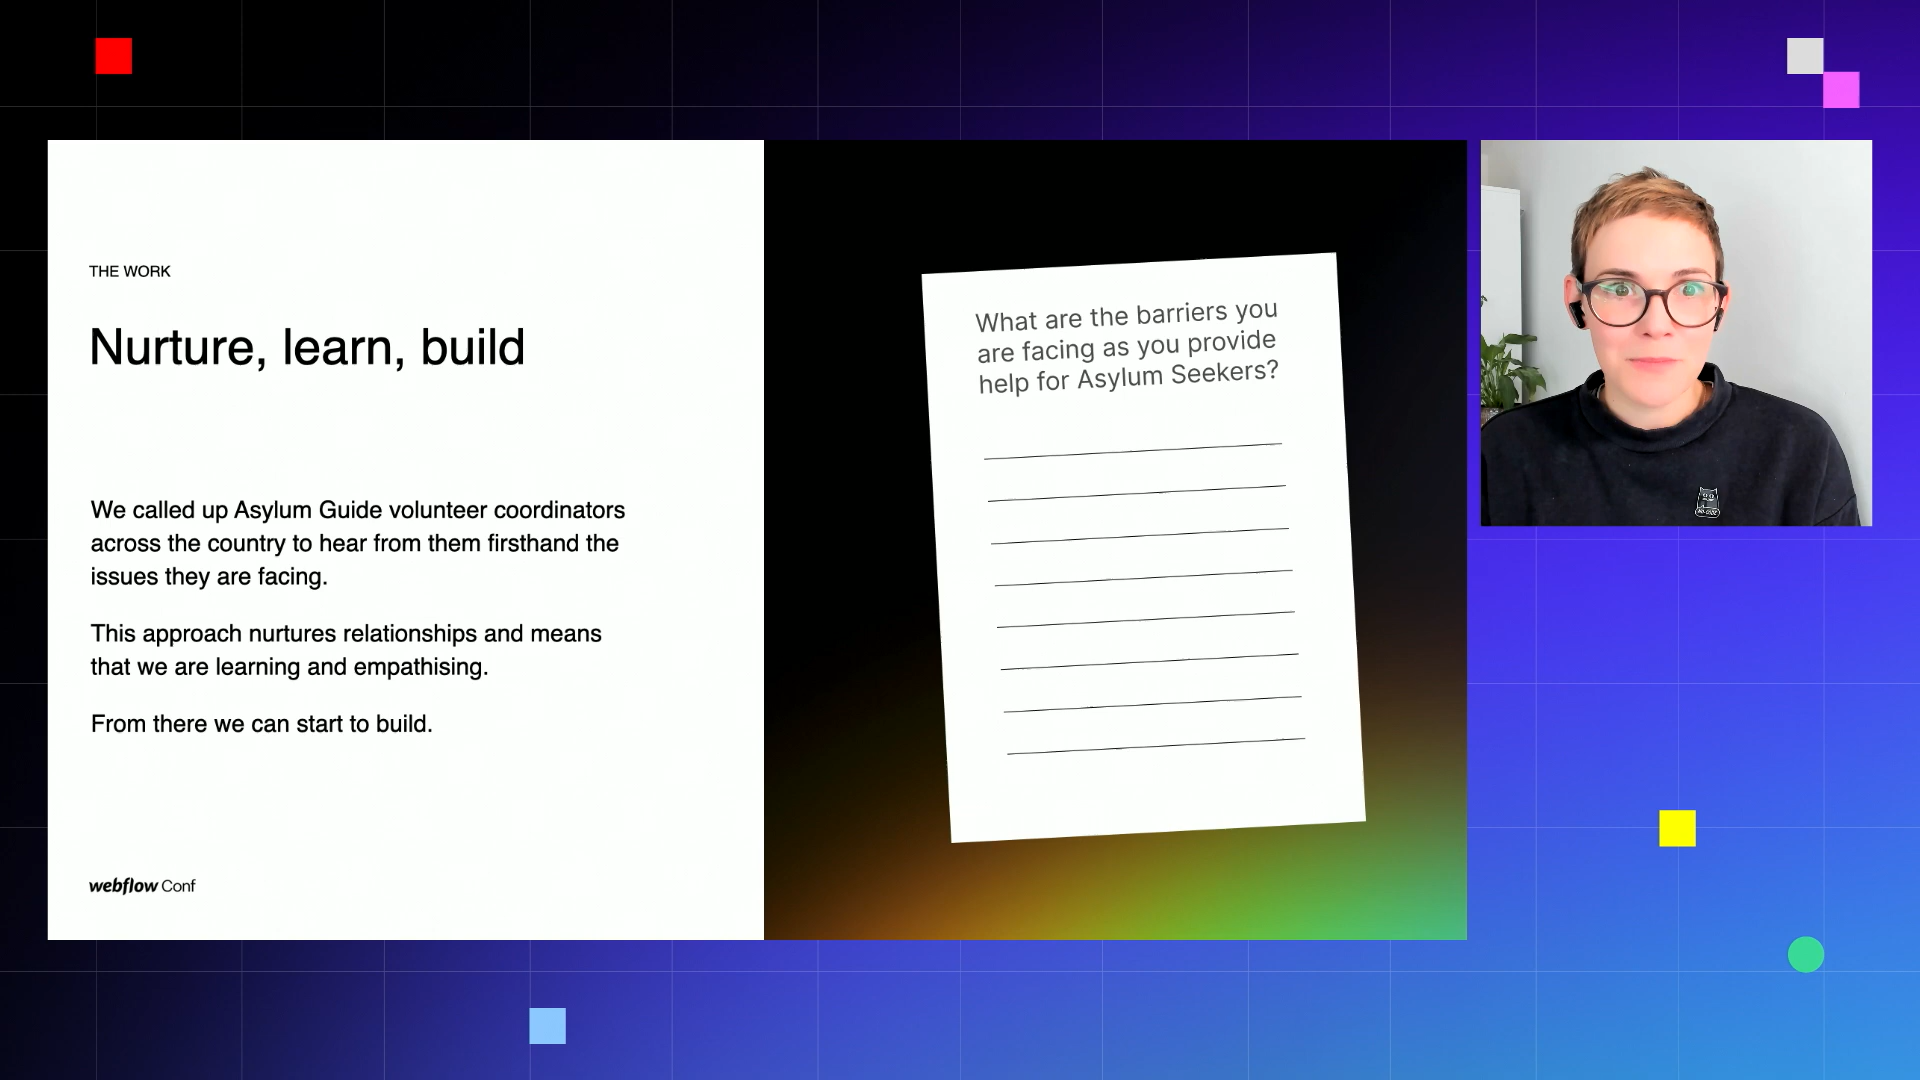 THE WORK
Nurture, learn, build
We called up Asylum Guide volunteer coordinators
across the country to hear from them firsthand the
issues they are facing.
This approach nurtures relationships and means
that we are learning and empathising.
From there we can start to build.
webflow Conf
What are the barriers you
are facing as you provide
help for Asylum Seekers?